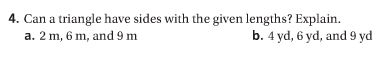 4. Can a triangle have sides with the given lengths? Explain.
a. 2 m, 6 m, and 9 m b. 4 yd, 6 yd, and 9 yd